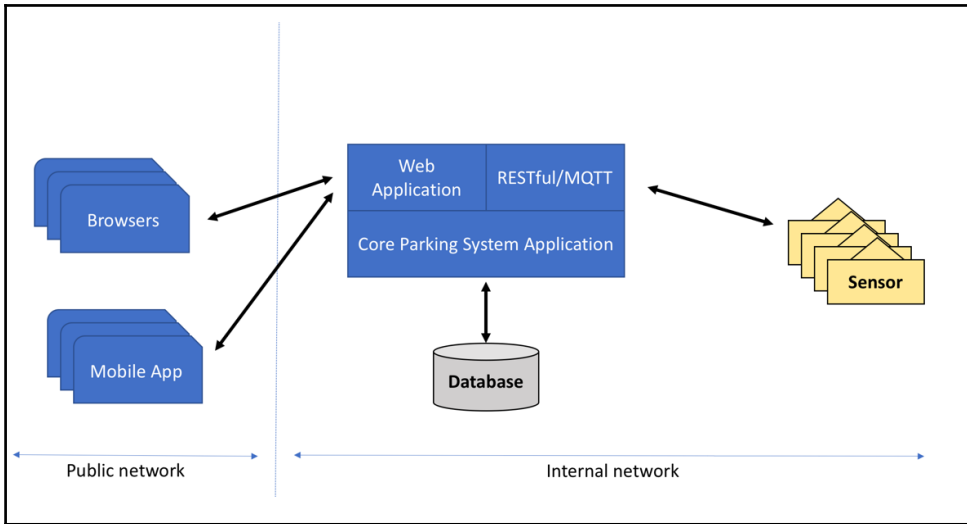 Web
Application
RESTful/MQTT
Browsers
Core Parking System Application
Sensor
Mobile App
Database
Public network
Internal network